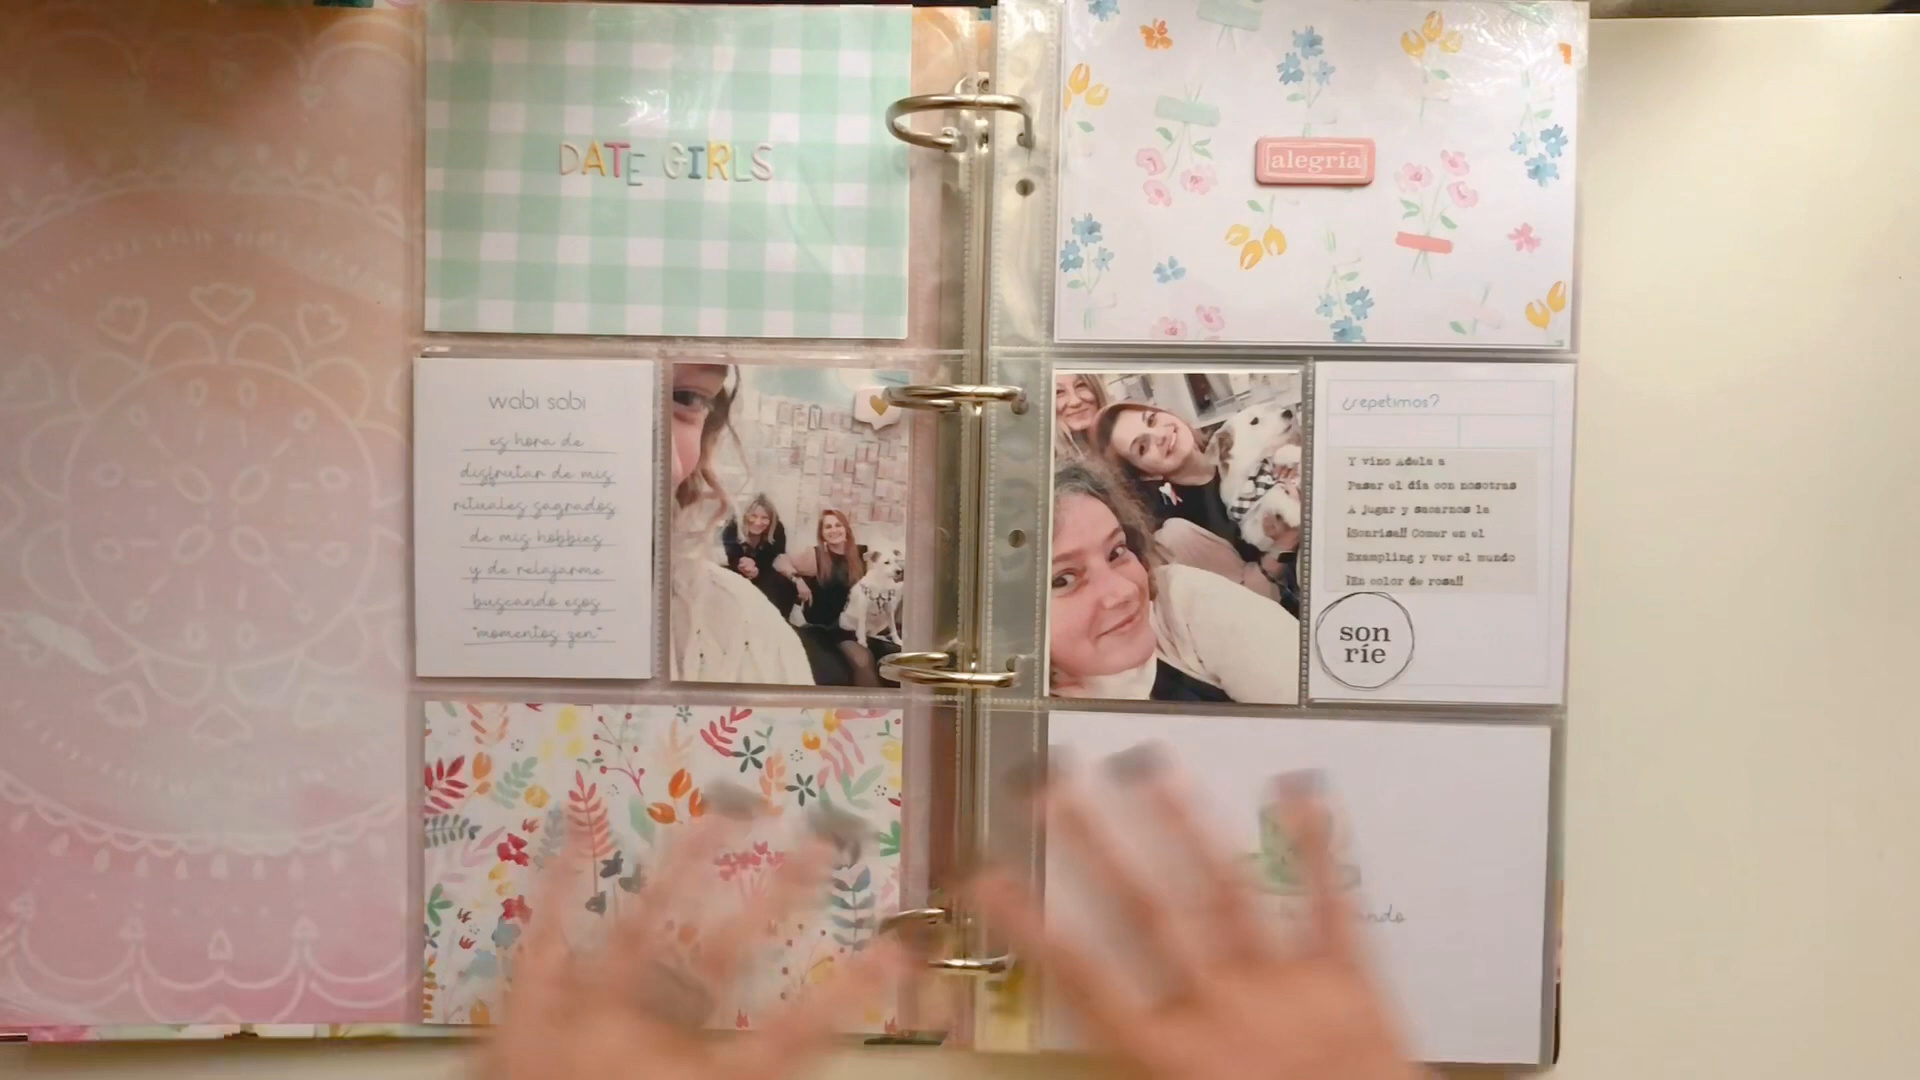 DATE GIRLS
alegría
wabi sabi
es hora de
disfrutar de mis
rituales sagrados
de mis hobbies
y de relajarme
buscando esos
"momentos zen"
¿repetimos?
Y vino Adela a
Pasar el día con nosotras
A jugar y sacarnos la
¡Sonrisa!! Comer en el
Exampling y ver el mundo
¡En color de rosa!!
son
ríe